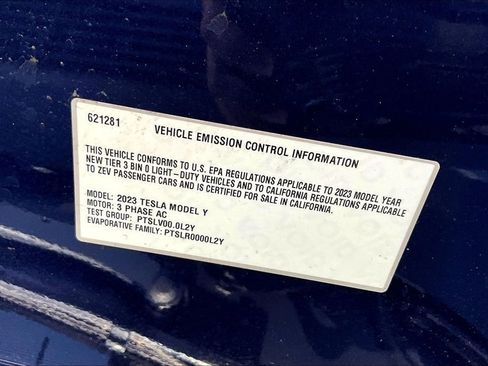 621281 VEHICLE EMISSION CONTROL INFORMATION
THIS VEHICLE CONFORMS TO U.S. EPA REGULATIONS APPLICABLE TO 2023 MODEL YEAR
NEW TIER 3 BIN 0 LIGHT-DUTY VEHICLES AND TO CALIFORNIA REGULATIONS APPLICABLE
TO ZEV PASSENGER CARS AND IS CERTIFIED FOR SALE IN CALIFORNIA.
MODEL: 2023 TESLA MODEL Y
MOTOR: 3 PHASE AC
TEST GROUP: PTSLV00.0L2Y
EVAPORATIVE FAMILY: PTSLR0000L2Y